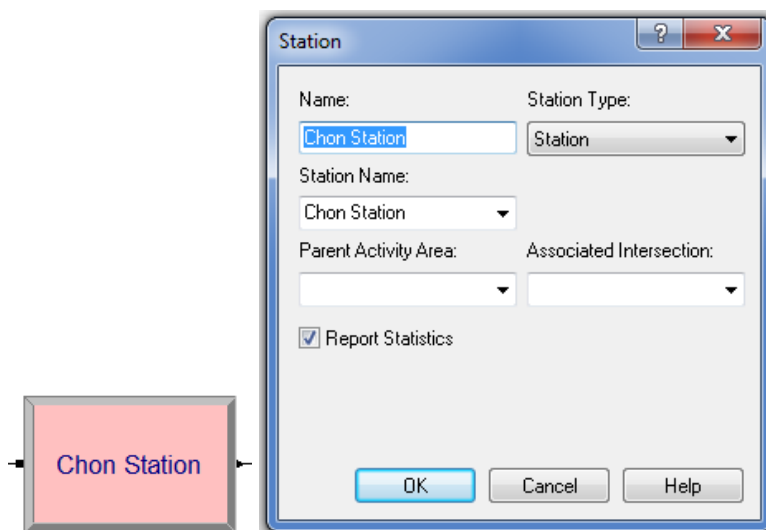 Station
Name:
Station Type:
Chon Station
Station
Station Name:
Chon Station
Parent Activity Area:
Associated Intersection:
Report Statistics
Chon Station
OK
Cancel
Help